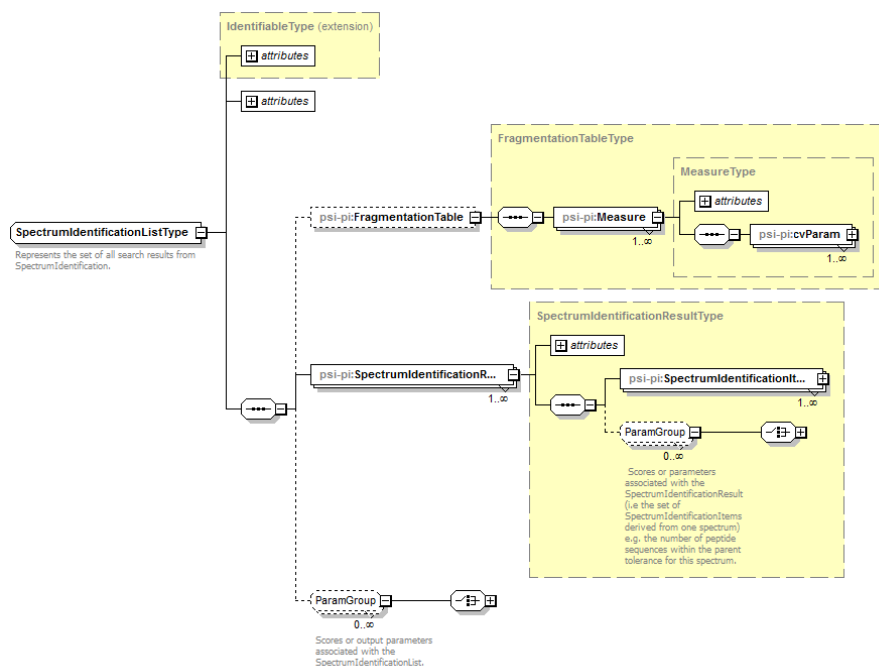 IdentifiableType (extension)
attributes
attributes
FragmentationTableType
MeasureType
attributes
psi-pi:FragmentationTable
psi-pi:Measure
1..∞
psi-pi:cvParam
1..∞
SpectrumIdentificationListType
Represents the set of all search results from
SpectrumIdentification.
SpectrumIdentificationResultType
attributes
psi-pi:SpectrumIdentificationR...
1..∞
psi-pi:SpectrumIdentificationIt...
1..∞
ParamGroup
0..∞
Scores or parameters
associated with the
SpectrumIdentificationResult
(i.e the set of
SpectrumIdentificationItems
derived from one spectrum)
e.g. the number of peptide
sequences within the parent
tolerance for this spectrum.
ParamGroup
0..∞
Scores or output parameters
associated with the
SpectrumIdentificationList.